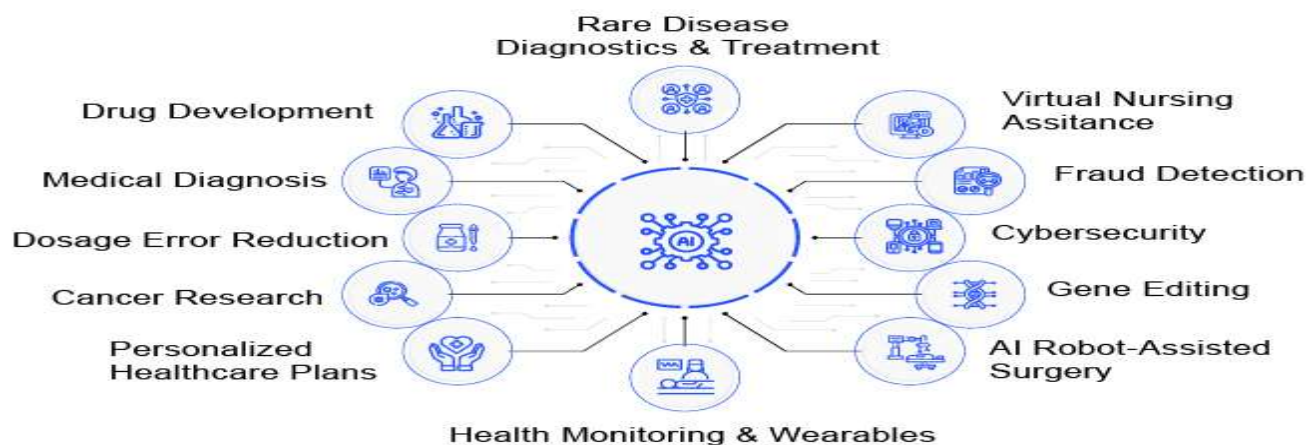 Rare Disease
Diagnostics & Treatment
Drug Development
Virtual Nursing
Assitance
Medical Diagnosis
Fraud Detection
Dosage Error Reduction
AI
Cybersecurity
Cancer Research
Gene Editing
Personalized
Healthcare Plans
AI Robot-Assisted
Surgery
Health Monitoring & Wearables